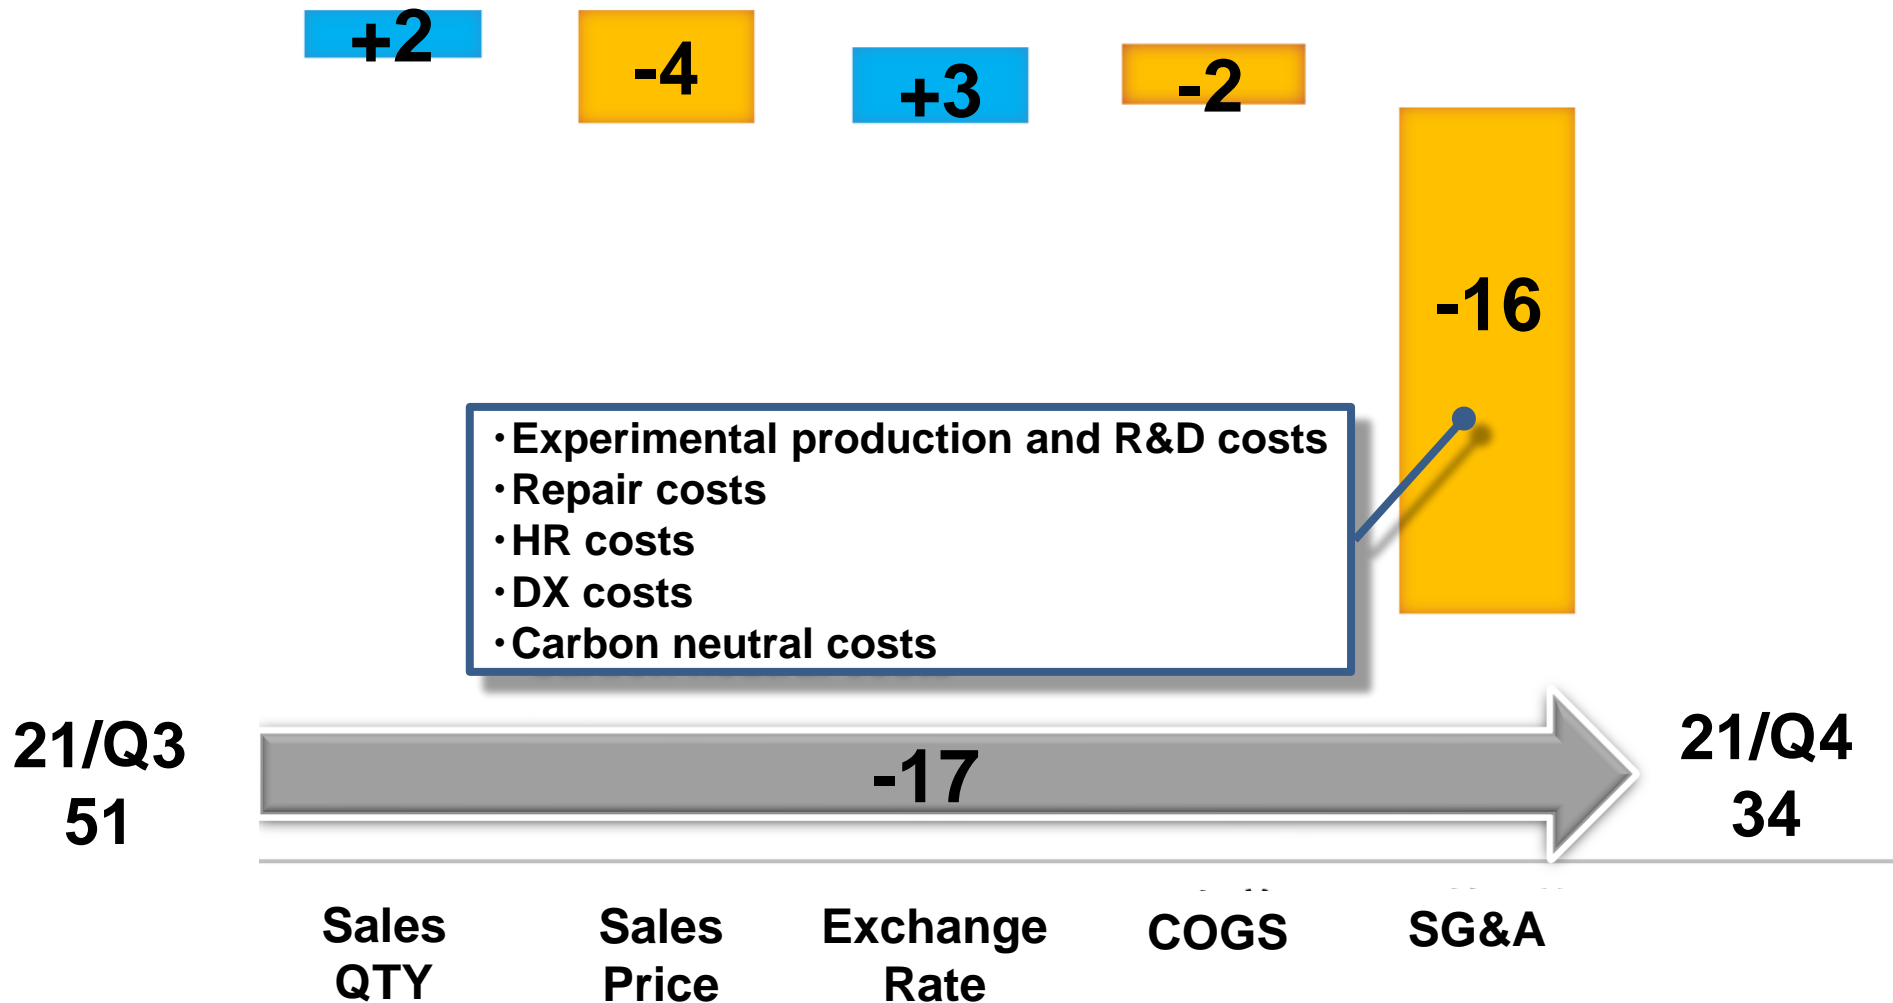 +2
-4
+3
-2
-16
・Experimental production and R&D costs
・Repair costs
・HR costs
・DX costs
・Carbon neutral costs
21/Q3
51
-17
21/Q4
34
Sales
QTY
Sales
Price
Exchange
Rate
COGS
SG&A